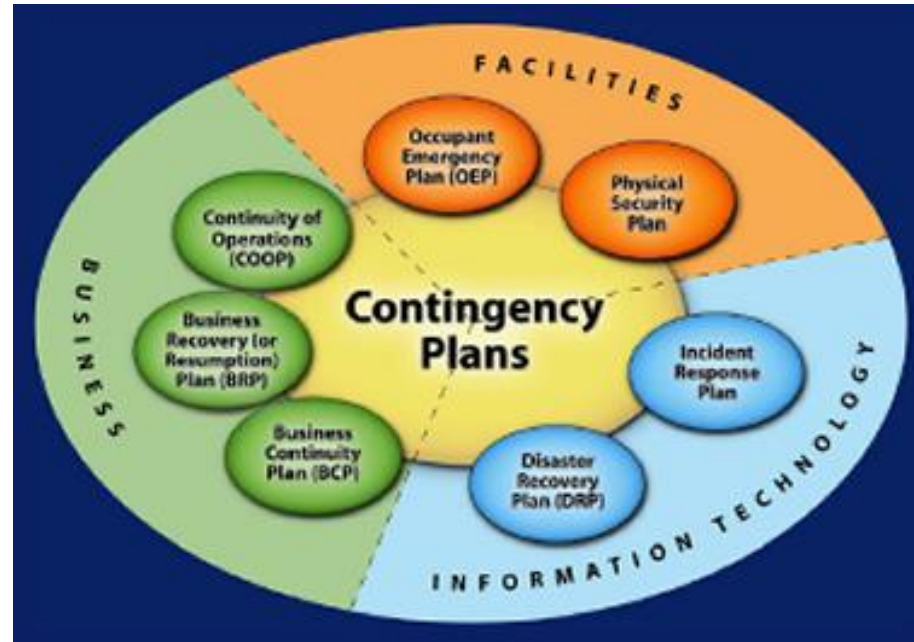 FACILITIES
Occupant
Emergency
Plan (OEP)
Physical
Security
Plan
Continuity of
Operations
(COOP)
BUSINESS
Business
Recovery (or
Resumption)
Plan (BRP)
Contingency
Plans
Incident
Response
Plan
Business
Continuity
Plan (BCP)
Disaster
Recovery
Plan (DRP)
INFORMATION TECHNOLOGY